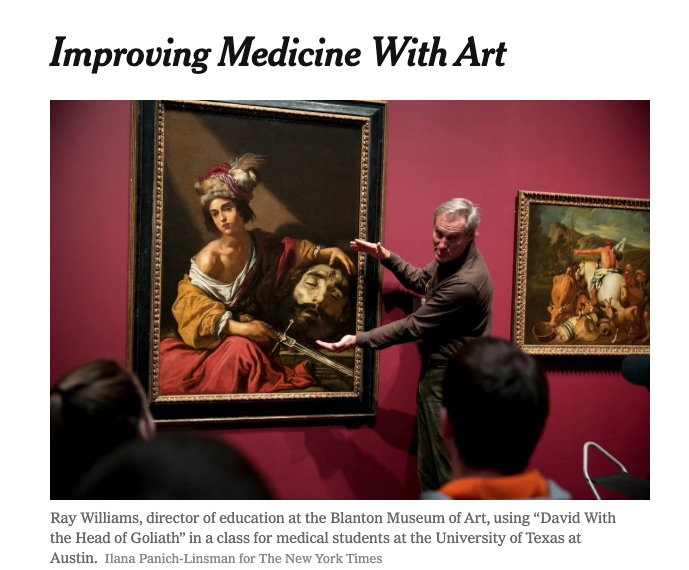 Improving Medicine With Art
Ray Williams, director of education at the Blanton Museum of Art, using “David With
the Head of Goliath” in a class for medical students at the University of Texas at
Austin. Ilana Panich-Linsman for The New York Times